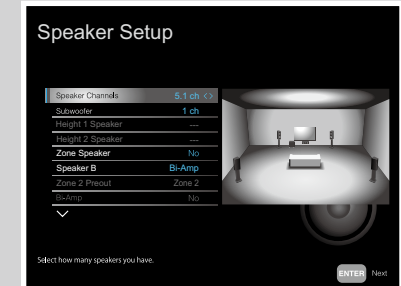 Speaker Setup
Speaker Channels 5.1 ch <>
Subwoofer 1 ch
Height 1 Speaker ---
Height 2 Speaker ---
Zone Speaker No
Speaker B Bi-Amp
Zone 2 Preout Zone 2
Bi-Amp No
Select how many speakers you have.
ENTER Next